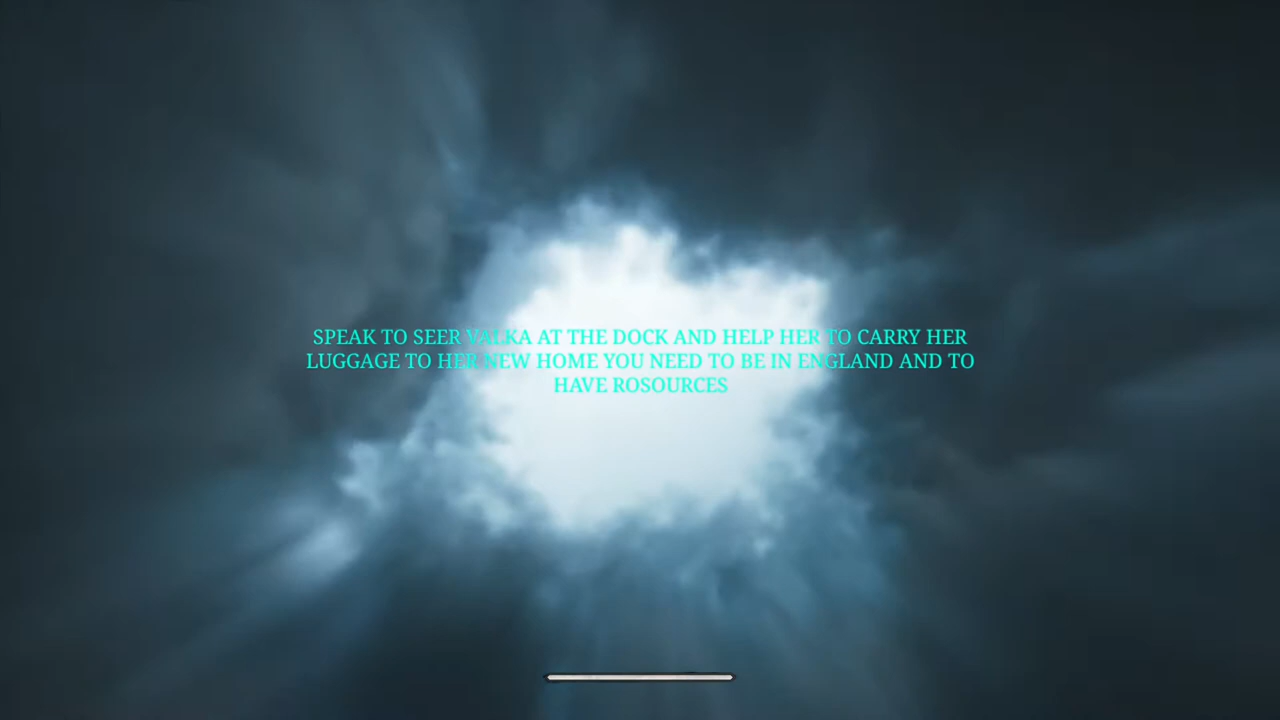 SPEAK TO SEER VALKA AT THE DOCK AND HELP HER TO CARRY HER
LUGGAGE TO HER NEW HOME YOU NEED TO BE IN ENGLAND AND TO
HAVE ROSOURCES